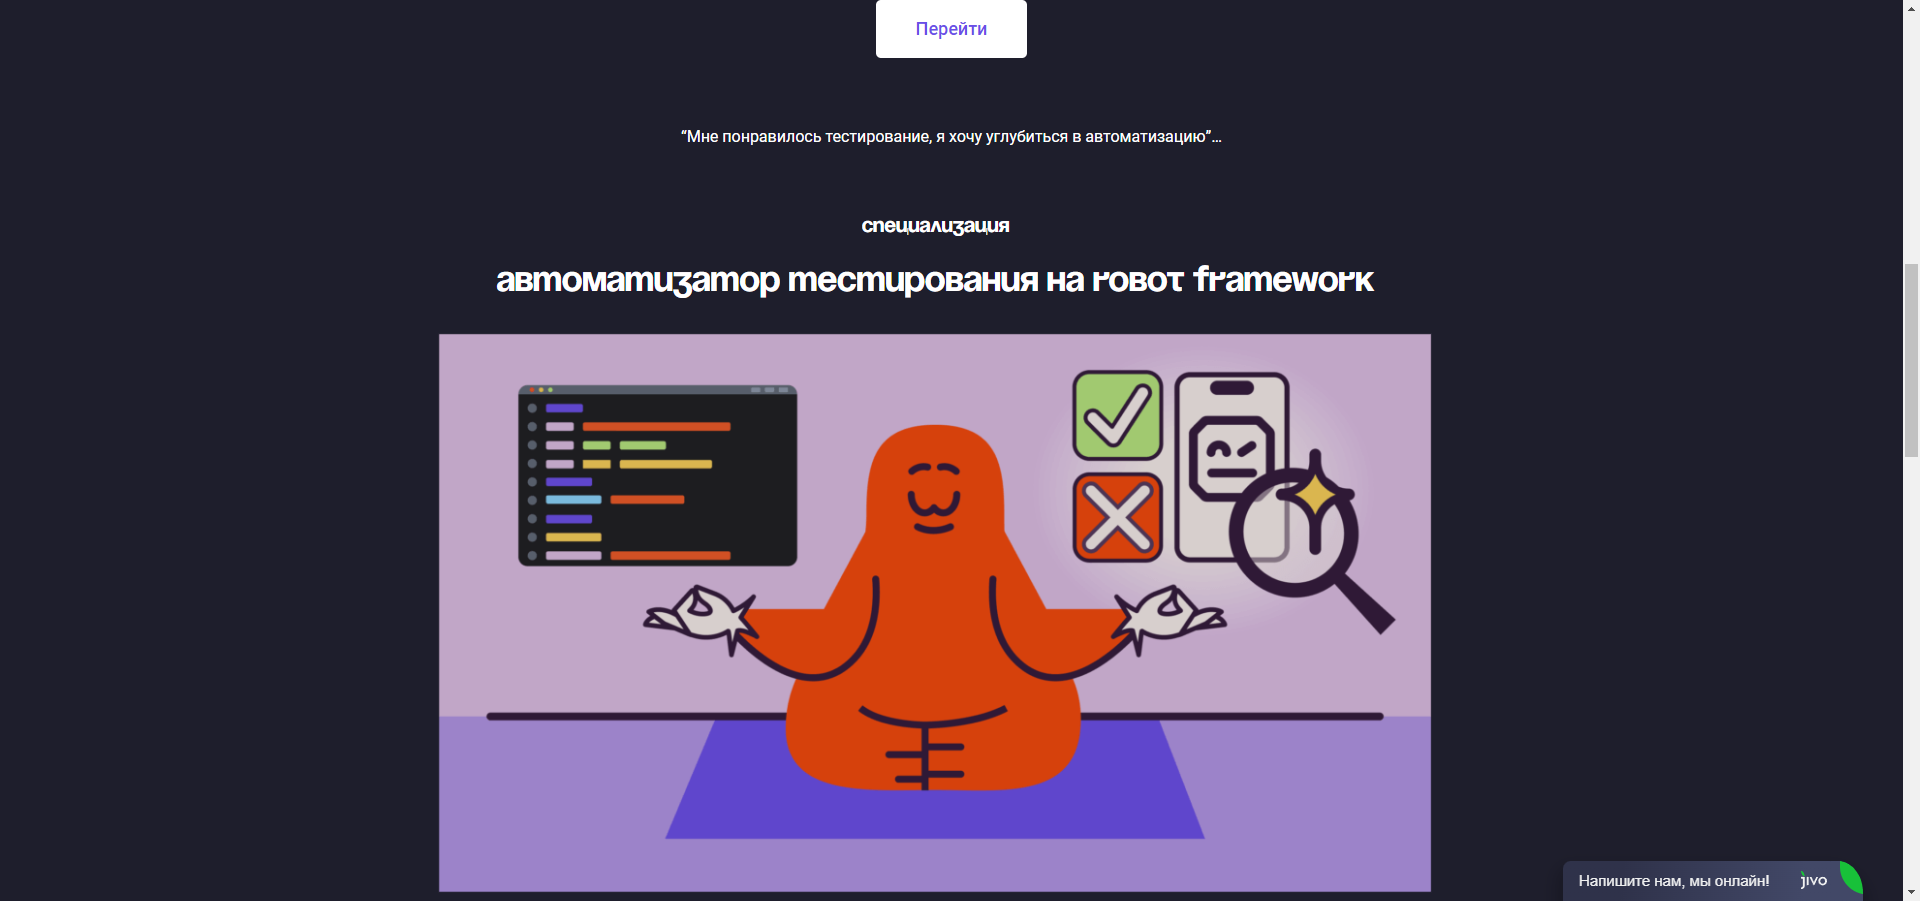 Перейти
“Мне понравилось тестирование, я хочу углубиться в автоматизацию”...
специализация
автоматизатор тестирования на robot framework
Напишите нам, мы онлайн! jivo